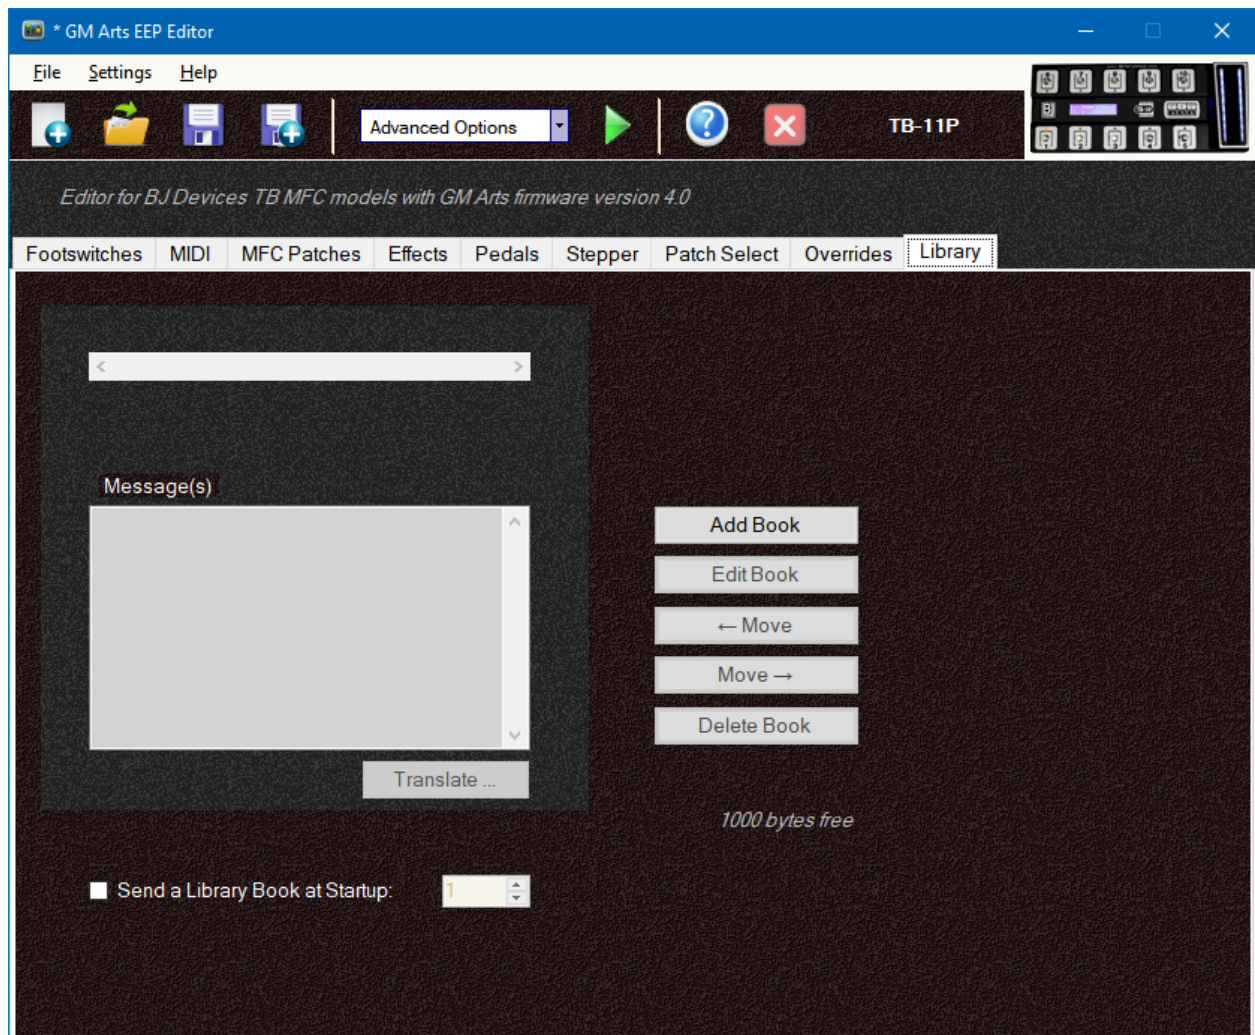 * GM Arts EEP Editor
File Settings Help
Advanced Options
TB-11P
Editor for BJ Devices TB MFC models with GM Arts firmware version 4.0
Footswitches MIDI MFC Patches Effects Pedals Stepper Patch Select Overrides Library
Message(s)
Add Book
Edit Book
← Move
Move →
Delete Book
Translate ...
1000 bytes free
Send a Library Book at Startup: 1